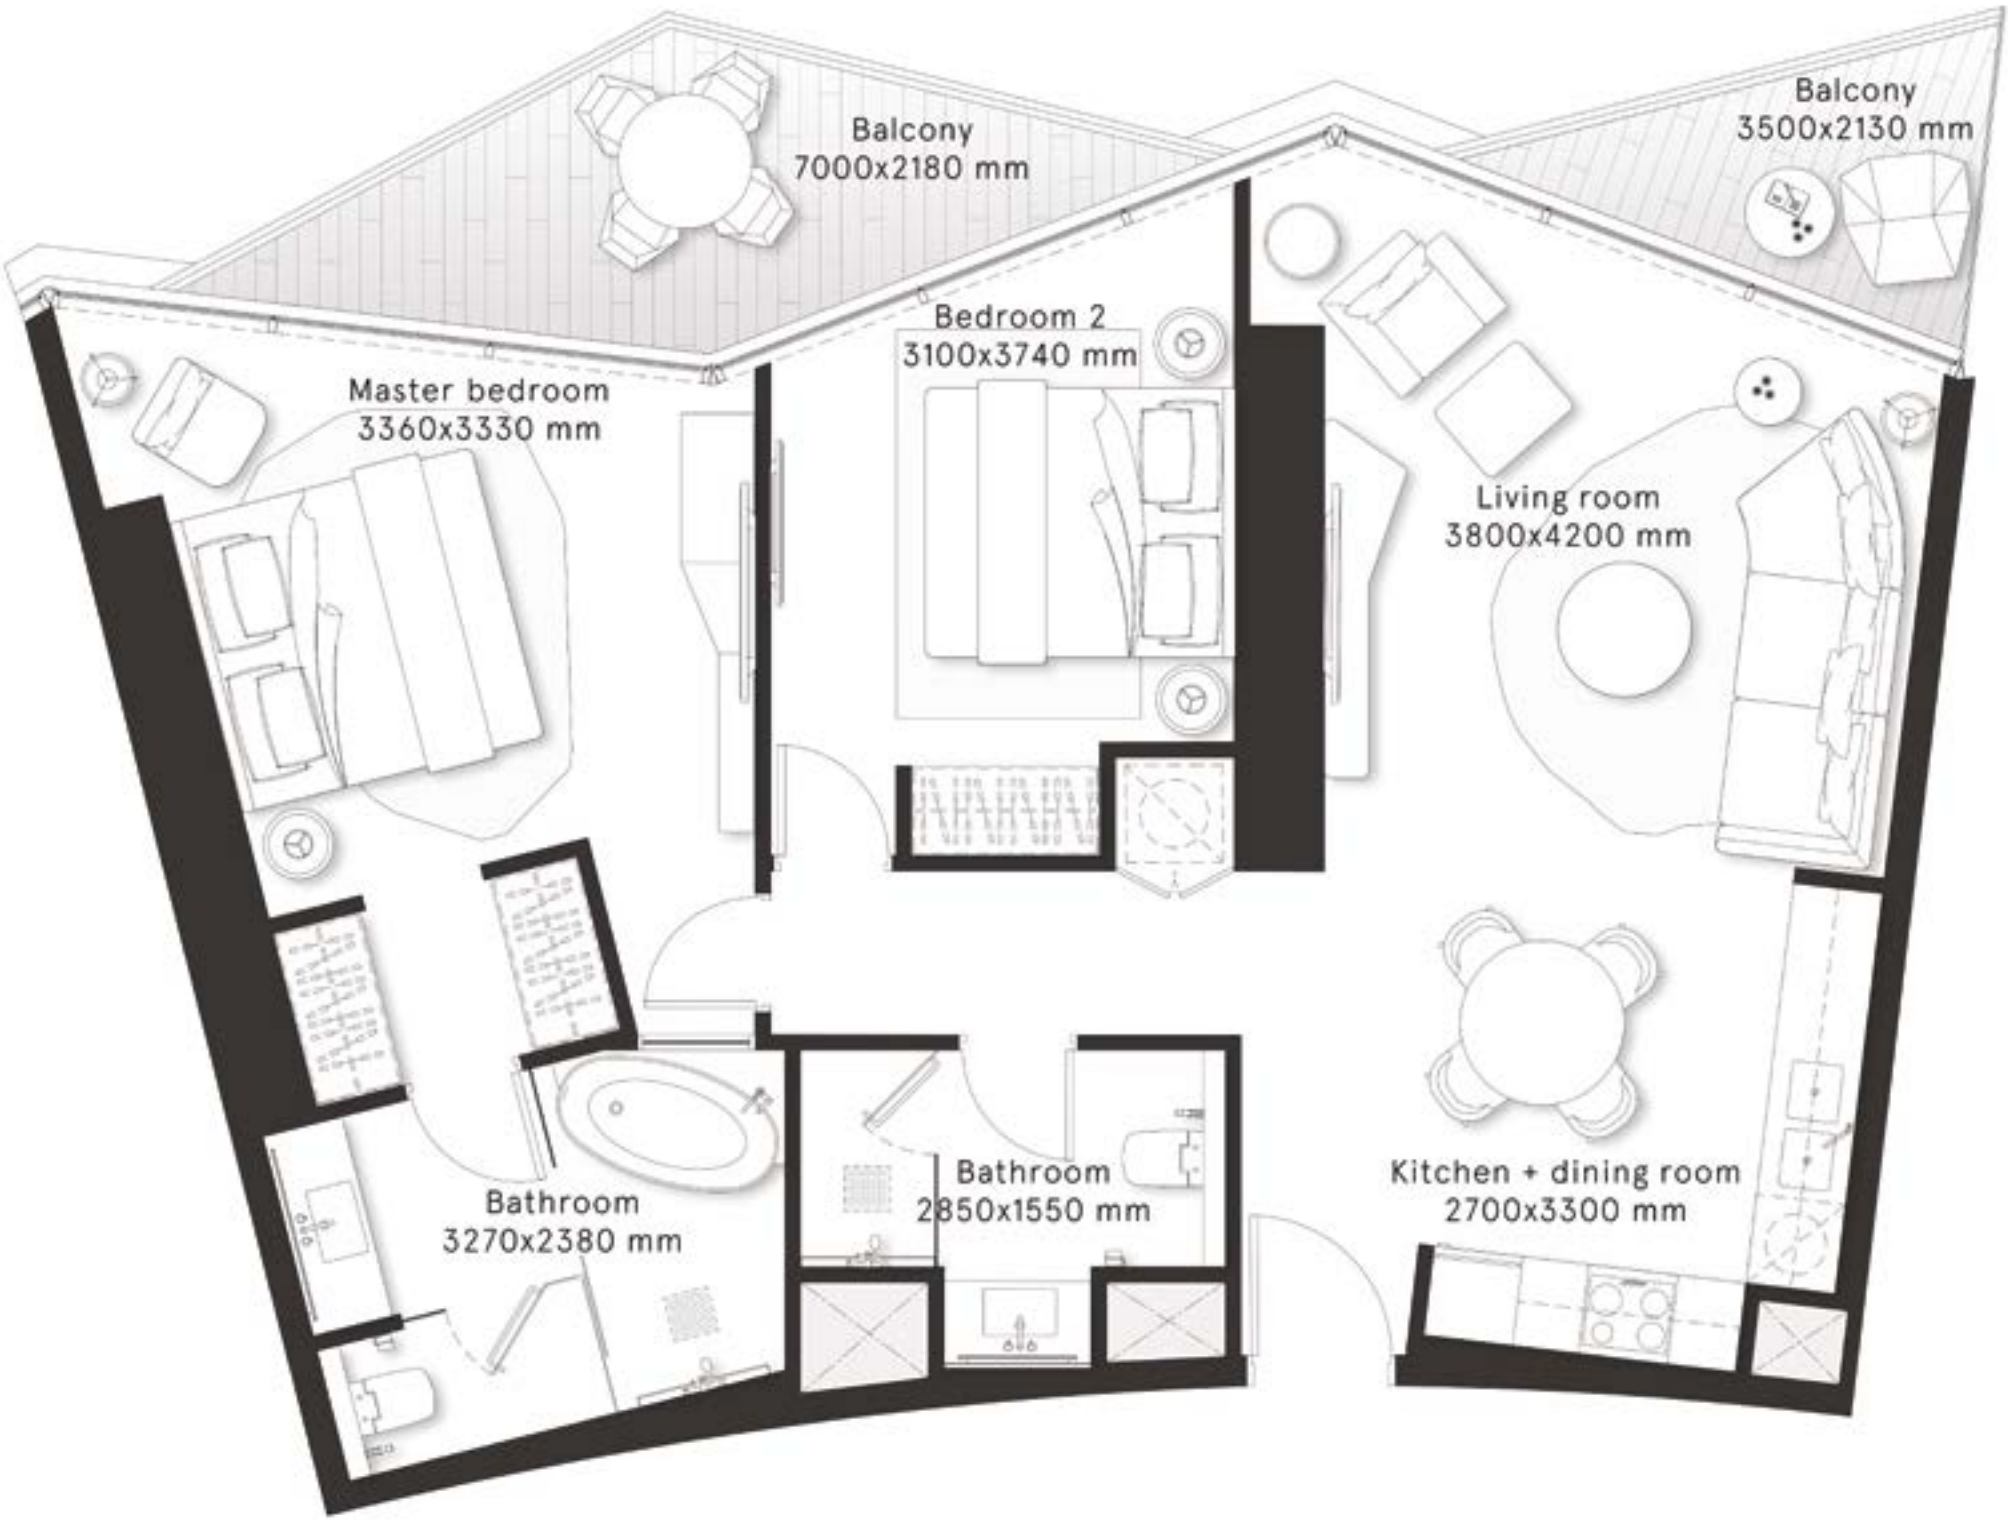 Balcony
7000x2180 mm
Balcony
3500x2130 mm
Master bedroom
3360x3330 mm
Bedroom 2
3100x3740 mm
Living room
3800x4200 mm
Bathroom
3270x2380 mm
Bathroom
2850x1550 mm
Kitchen + dining room
2700x3300 mm